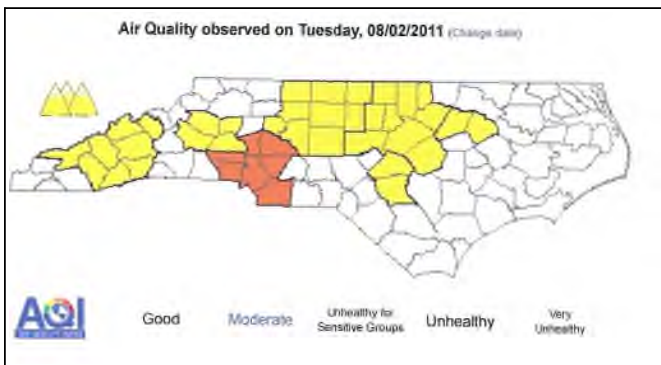 Air Quality observed on Tuesday, 08/02/2011 (Change date)
AQI
Good
Moderate
Unhealthy for
Sensitive Groups
Unhealthy
Very
Unhealthy